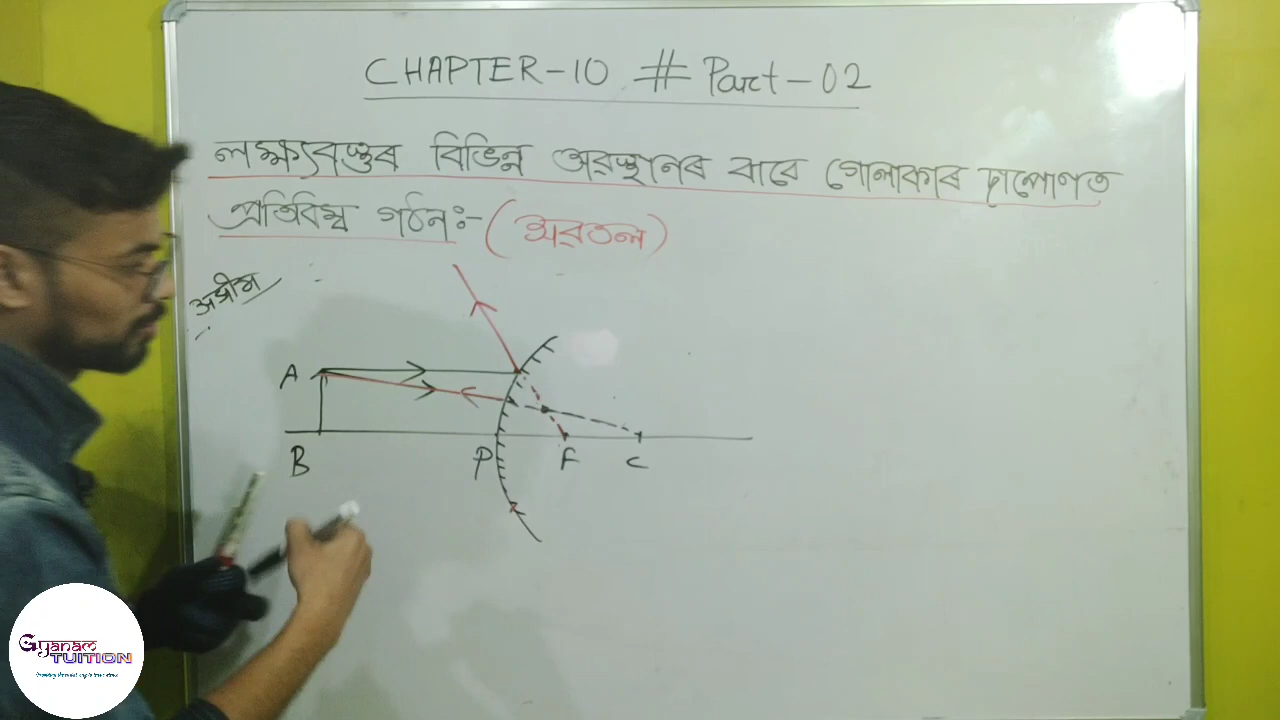 CHAPTER-10 # Part-02
লক্ষ্যবস্তুৰ বিভিন্ন অৱস্থানৰ বাবে গোলাকাৰ দাপোণত
প্ৰতিবিম্ব গঠন:- (অৱতল)
অসীম
A
B
P
F
C
Gyanam
TUITION